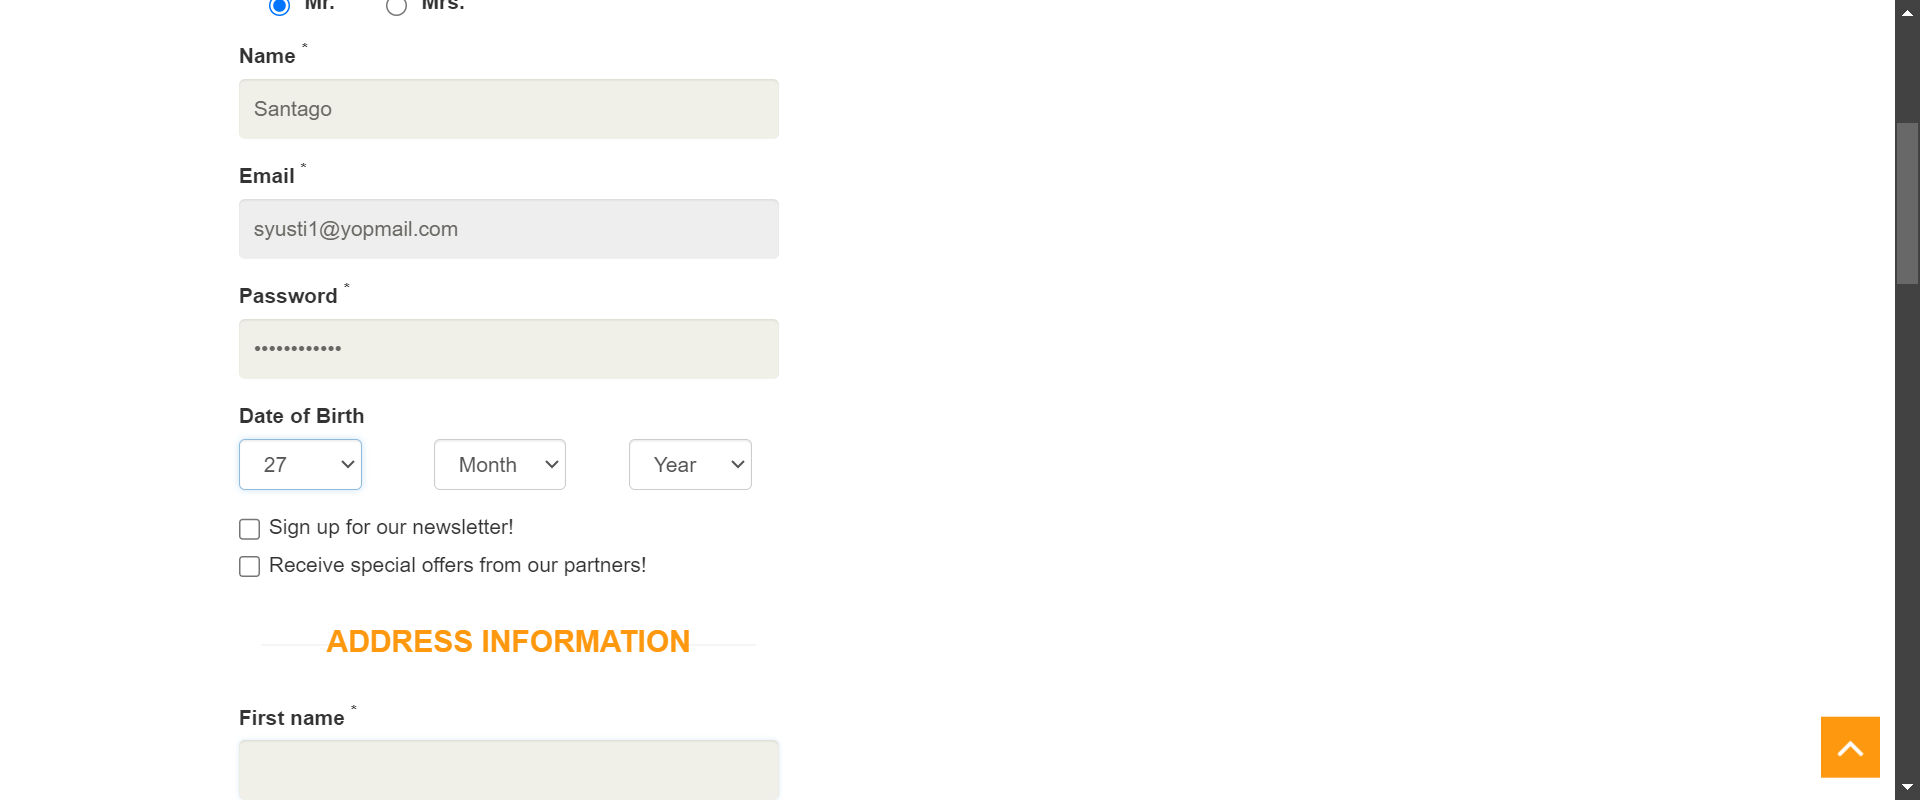 Mr. Mrs.
Name *
Santago
Email *
syusti1@yopmail.com
Password *
••••••••••••
Date of Birth
27 Month Year
Sign up for our newsletter!
Receive special offers from our partners!
ADDRESS INFORMATION
First name *